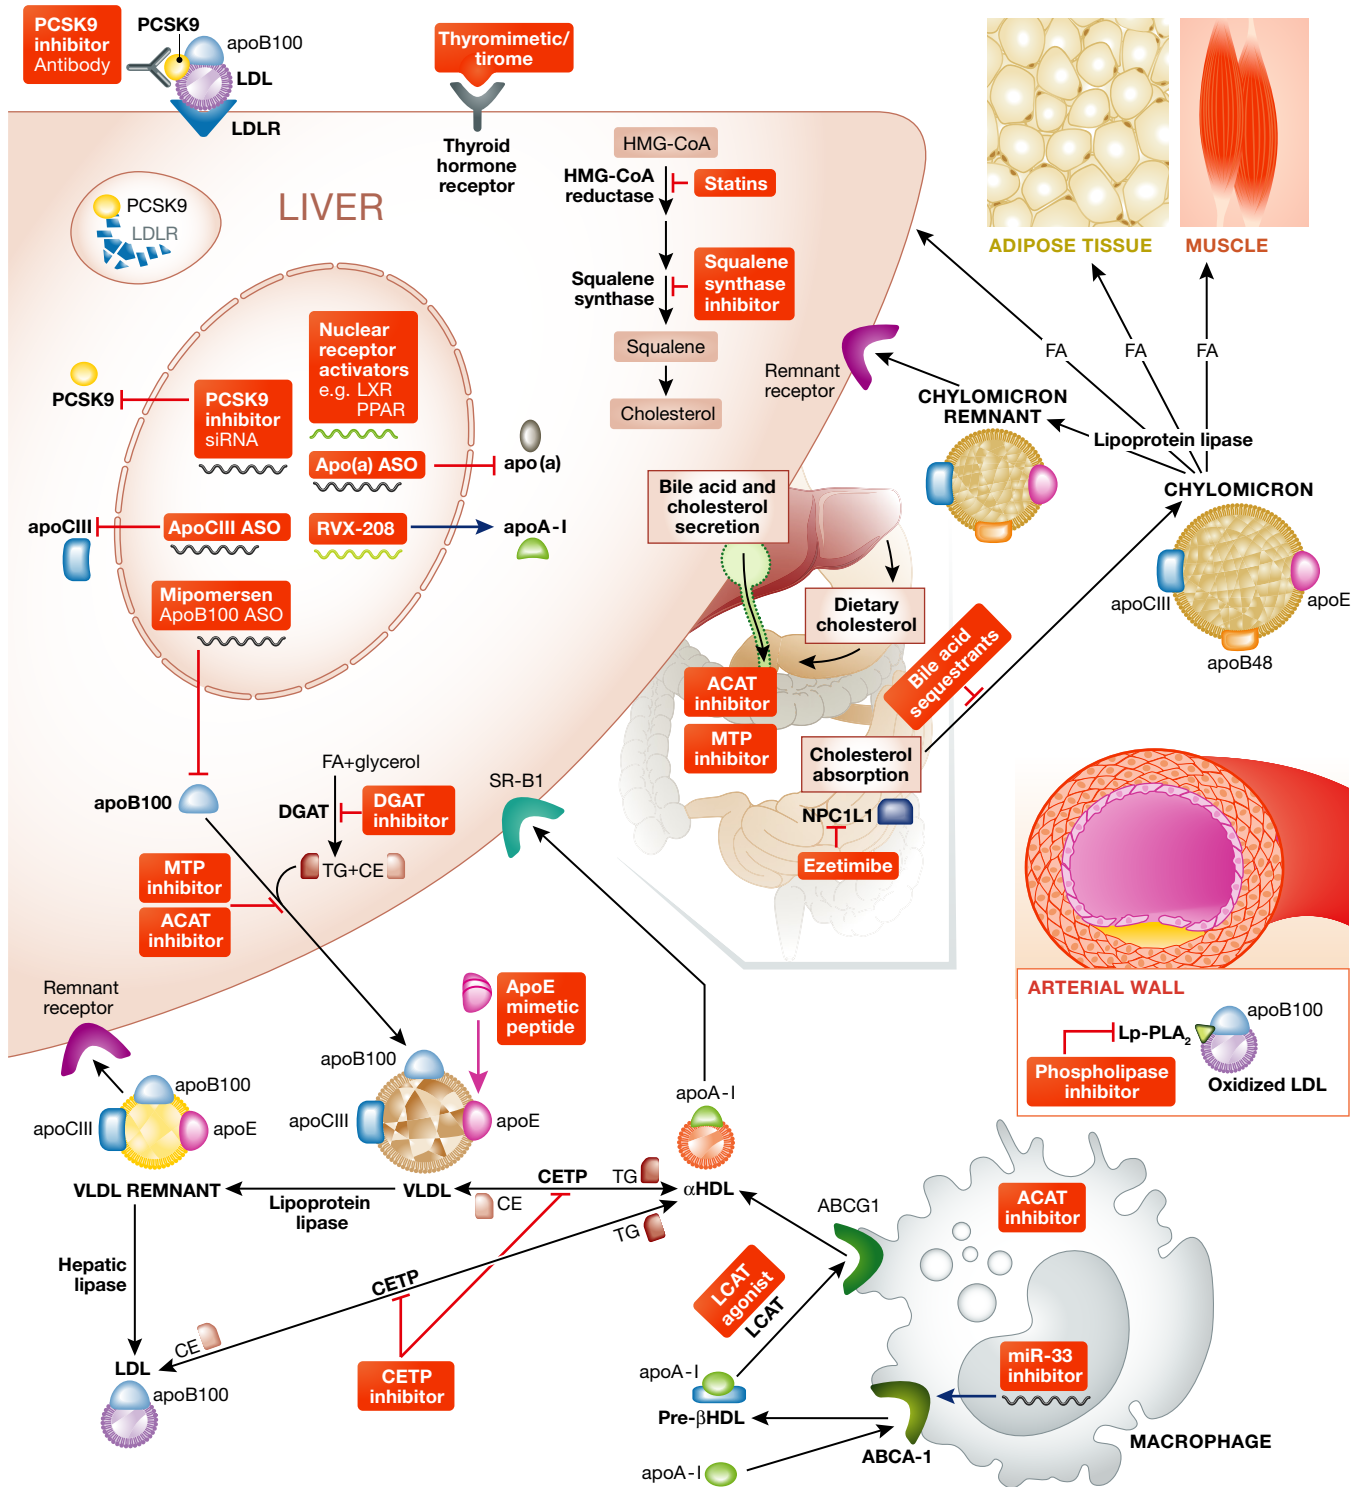 PCSK9
inhibitor
Antibody
PCSK9
apoB100
LDL
LDLR
Thyromimetic/
tirome
Thyroid
hormone
receptor
HMG-CoA
HMG-CoA
reductase
Statins
Squalene
synthase
Squalene
synthase
inhibitor
Squalene
Cholesterol
LIVER
PCSK9
LDLR
ADIPOSE TISSUE
MUSCLE
FA
FA
FA
Remnant
receptor
CHYLOMICRON
REMNANT
Lipoprotein lipase
CHYLOMICRON
apoCIII
apoE
apoB48
Nuclear
receptor
activators
e.g. LXR
PPAR
PCSK9
PCSK9
inhibitor
siRNA
Apo(a) ASO
apo(a)
apoCIII
ApoCIII ASO
RVX-208
apoA-I
Mipomersen
ApoB100 ASO
Bile acid and
cholesterol
secretion
Dietary
cholesterol
Bile acid
sequestrants
ACAT
inhibitor
MTP
inhibitor
Cholesterol
absorption
NPC1L1
Ezetimibe
apoB100
FA+glycerol
DGAT
DGAT
inhibitor
TG+CE
MTP
inhibitor
ACAT
inhibitor
SR-B1
Remnant
receptor
ApoE
mimetic
peptide
apoB100
apoCIII
apoE
VLDL REMNANT
apoB100
apoCIII
apoE
VLDL
Lipoprotein
lipase
CE
CETP
TG
apoA-I
αHDL
TG
CETP
CE
Hepatic
lipase
LDL
apoB100
CETP
inhibitor
ARTERIAL WALL
Lp-PLA2
apoB100
Phospholipase
inhibitor
Oxidized LDL
ABCG1
ACAT
inhibitor
LCAT
agonist
LCAT
miR-33
inhibitor
apoA-I
Pre-βHDL
ABCA-1
apoA-I
MACROPHAGE